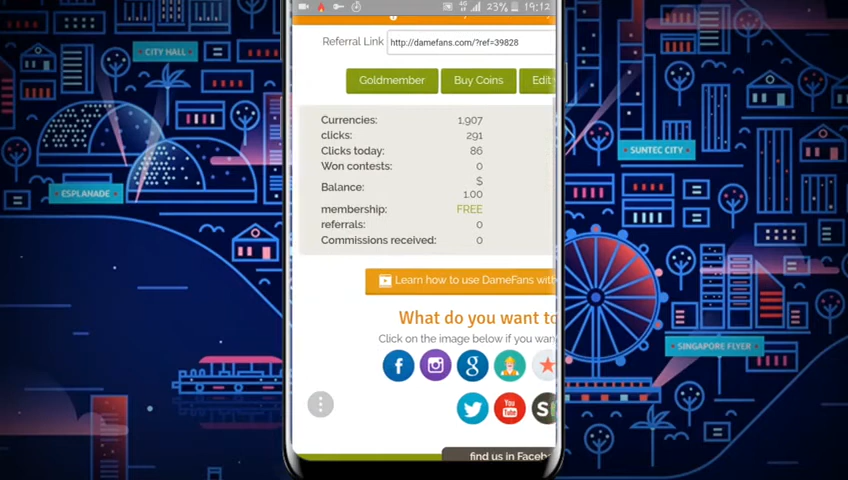 23% 19:12
Referral Link http://damefans.com/?ref=39828
Goldmember Buy Coins Edit
Currencies: 1,907
clicks: 291
Clicks today: 86
Won contests: 0
Balance: $ 1.00
membership: FREE
referrals: 0
Commissions received: 0
Learn how to use DameFans with
What do you want to
Click on the image below if you wan
You Tube
find us in Facebo
CITY HALL
ESPLANADE
SUNTEC CITY
SINGAPORE FLYER